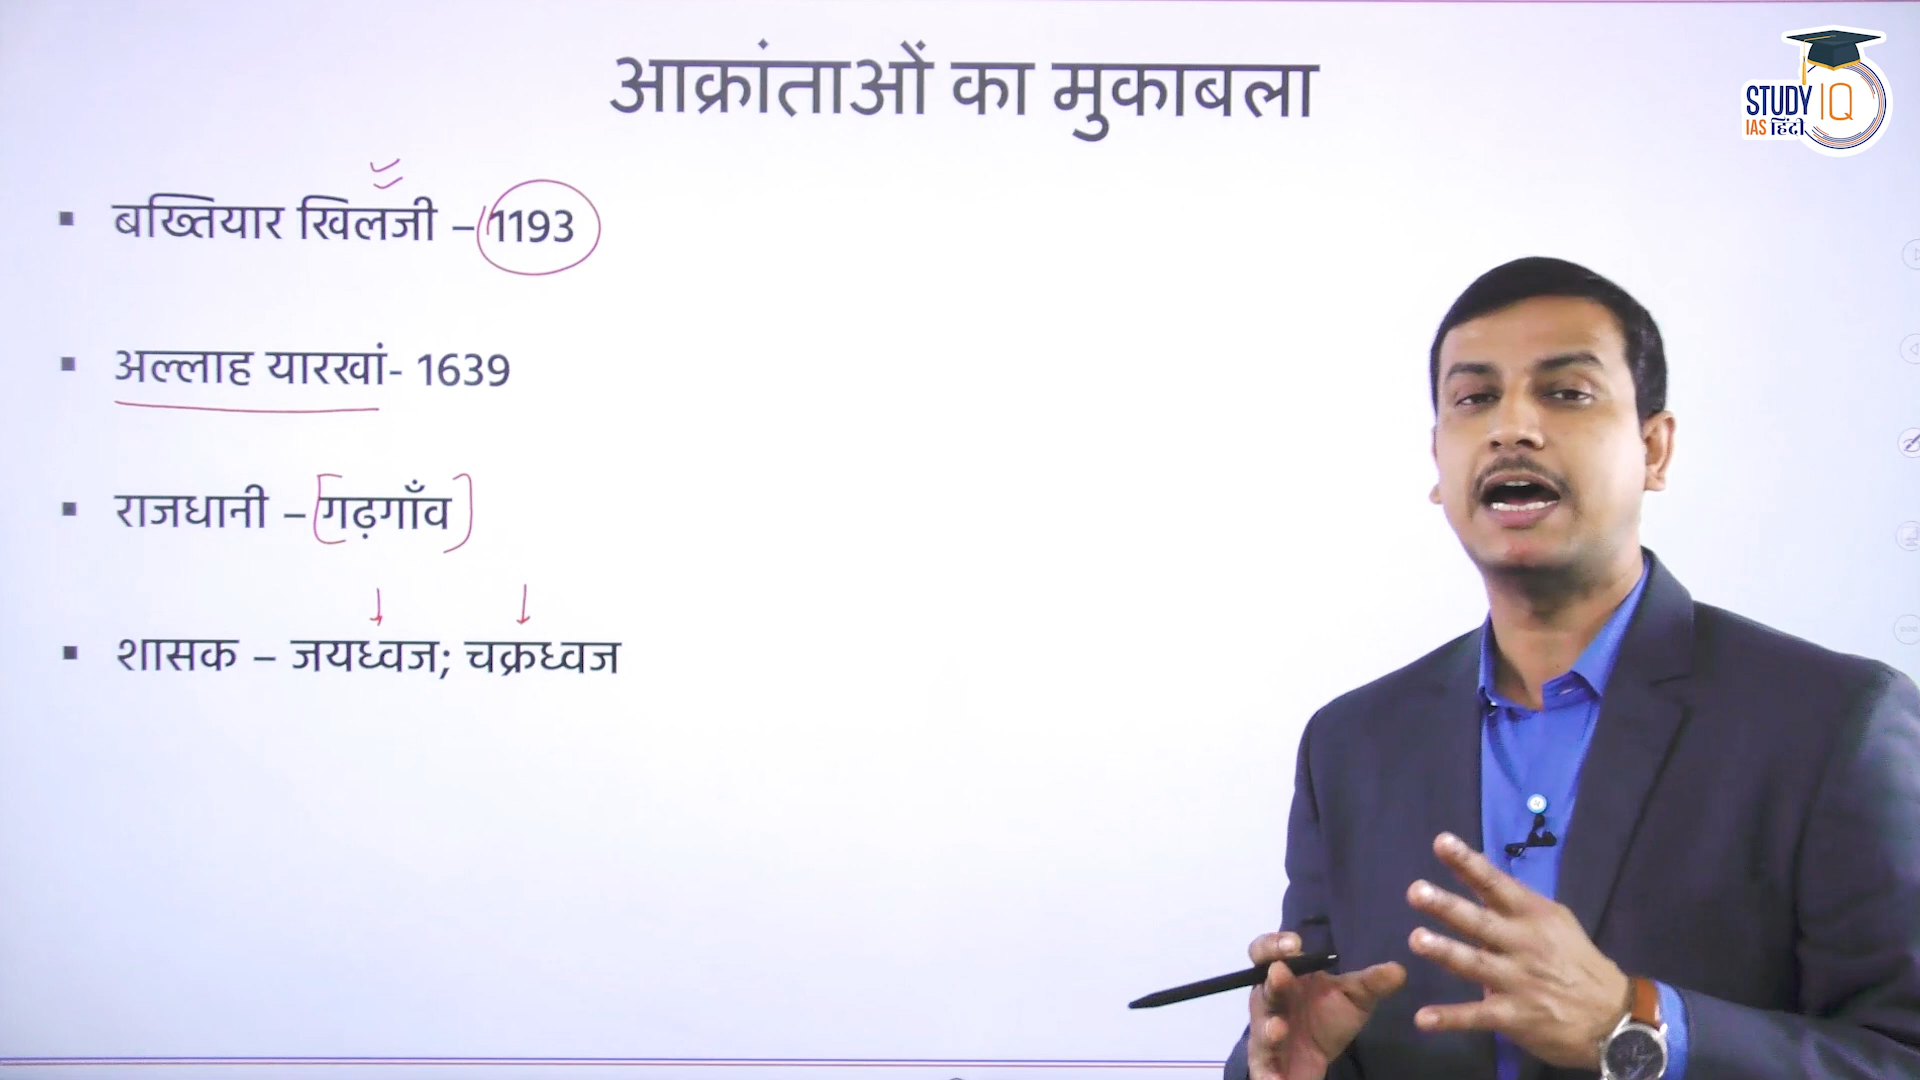 आक्रांताओं का मुकाबला
STUDY IQ
IAS हिंदी
▪ बख्तियार खिलजी – 1193
▪ अल्लाह यारखां- 1639
▪ राजधानी – गढ़गाँव
▪ शासक – जयध्वज; चक्रध्वज